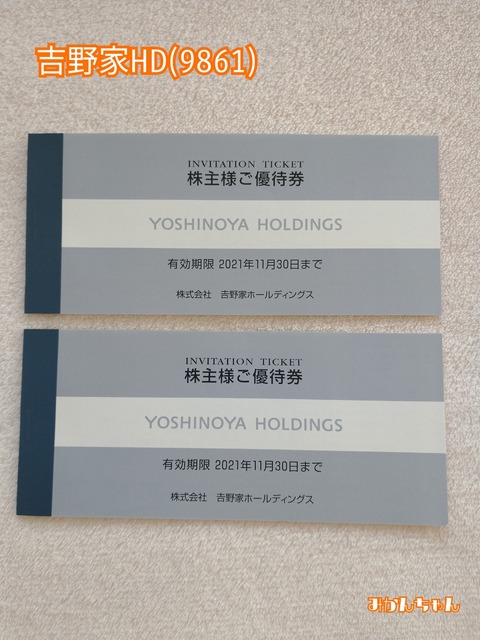 吉野家HD(9861)
INVITATION TICKET
株主様ご優待券
YOSHINOYA HOLDINGS
有効期限 2021年11月30日まで
株式会社 𠮷野家ホールディングス
INVITATION TICKET
株主様ご優待券
YOSHINOYA HOLDINGS
有効期限 2021年11月30日まで
株式会社 𠮷野家ホールディングス
みかんちゃん